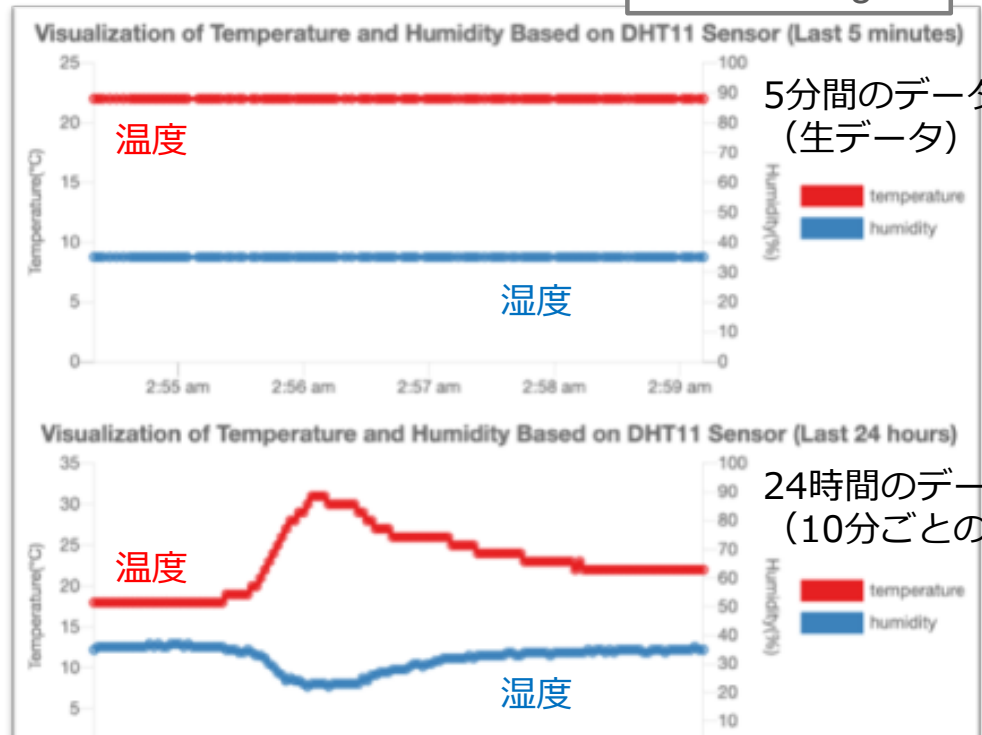 Visualization of Temperature and Humidity Based on DHT11 Sensor (Last 5 minutes)
25
20
15
10
5
0
Temperature(°C)
100
90
80
70
60
50
40
30
20
10
0
Humidity(%)
温度
湿度
5分間のデータ
（生データ）
temperature
humidity
2:55 am
2:56 am
2:57 am
2:58 am
2:59 am
Visualization of Temperature and Humidity Based on DHT11 Sensor (Last 24 hours)
35
30
25
20
15
10
5
Temperature(°C)
100
90
80
70
60
50
40
30
20
10
Humidity(%)
温度
湿度
24時間のデー
（10分ごとの
temperature
humidity